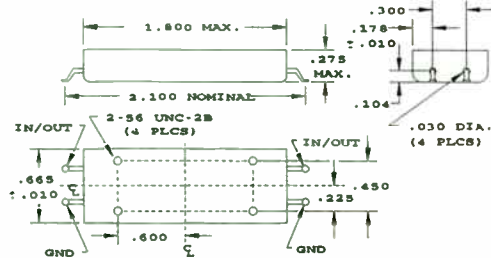 1.800 MAX.
.275
MAX.
2.100 NOMINAL
.300
.178
±.010
.104
.030 DIA.
(4 PLCS)
IN/OUT
2-56 UNC-2B
(4 PLCS)
IN/OUT
.665
±.010
℄
.450
.225
GND
.600
℄
GND